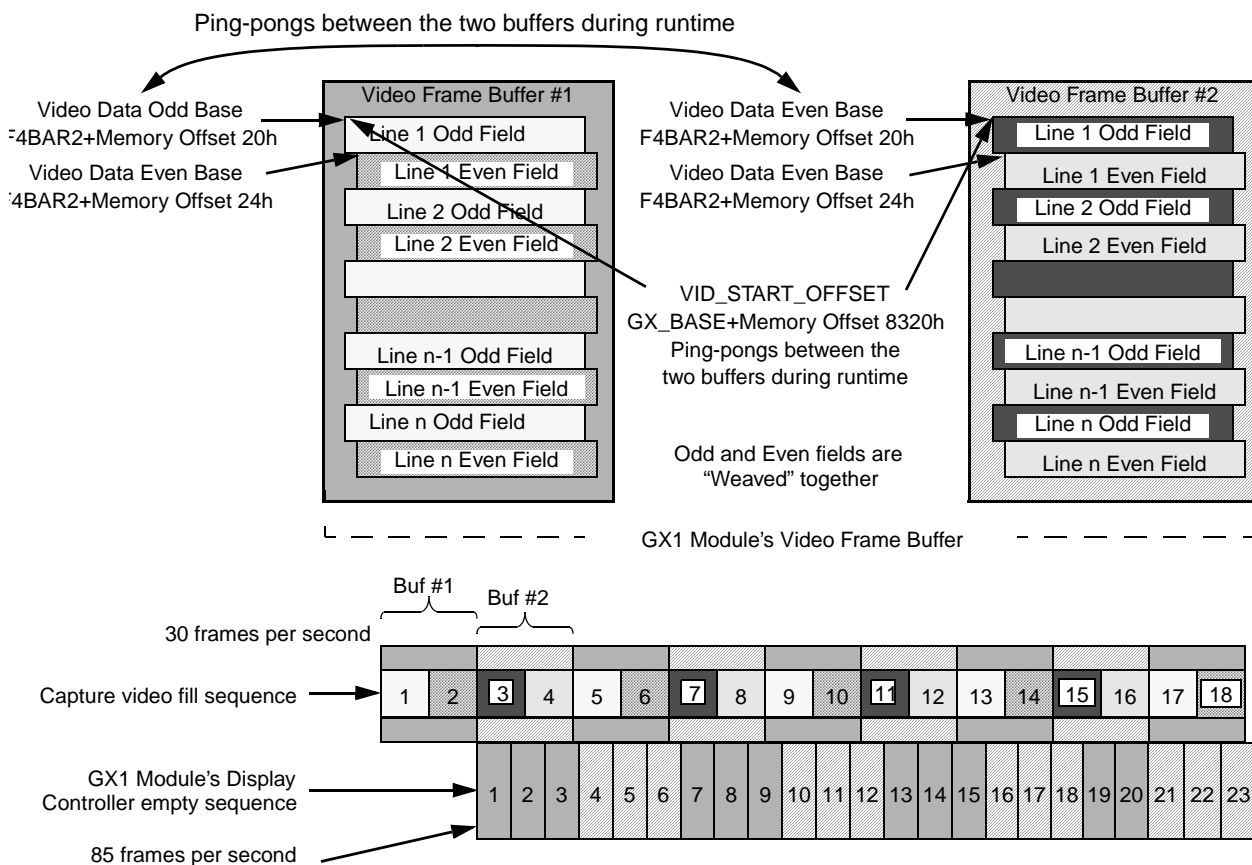 Ping-pongs between the two buffers during runtime
Video Data Odd Base
F4BAR2+Memory Offset 20h
Video Data Even Base
F4BAR2+Memory Offset 24h
Video Frame Buffer #1
Line 1 Odd Field
Line 1 Even Field
Line 2 Odd Field
Line 2 Even Field
Line n-1 Odd Field
Line n-1 Even Field
Line n Odd Field
Line n Even Field
Video Data Even Base
F4BAR2+Memory Offset 20h
Video Data Even Base
F4BAR2+Memory Offset 24h
VID_START_OFFSET
GX_BASE+Memory Offset 8320h
Ping-pongs between the
two buffers during runtime
Odd and Even fields are
“Weaved” together
Video Frame Buffer #2
Line 1 Odd Field
Line 1 Even Field
Line 2 Odd Field
Line 2 Even Field
Line n-1 Odd Field
Line n-1 Even Field
Line n Odd Field
Line n Even Field
GX1 Module’s Video Frame Buffer
Buf #1
Buf #2
30 frames per second
Capture video fill sequence
1 2 3 4 5 6 7 8 9 10 11 12 13 14 15 16 17 18
GX1 Module’s Display
Controller empty sequence
1 2 3 4 5 6 7 8 9 10 11 12 13 14 15 16 17 18 19 20 21 22 23
85 frames per second